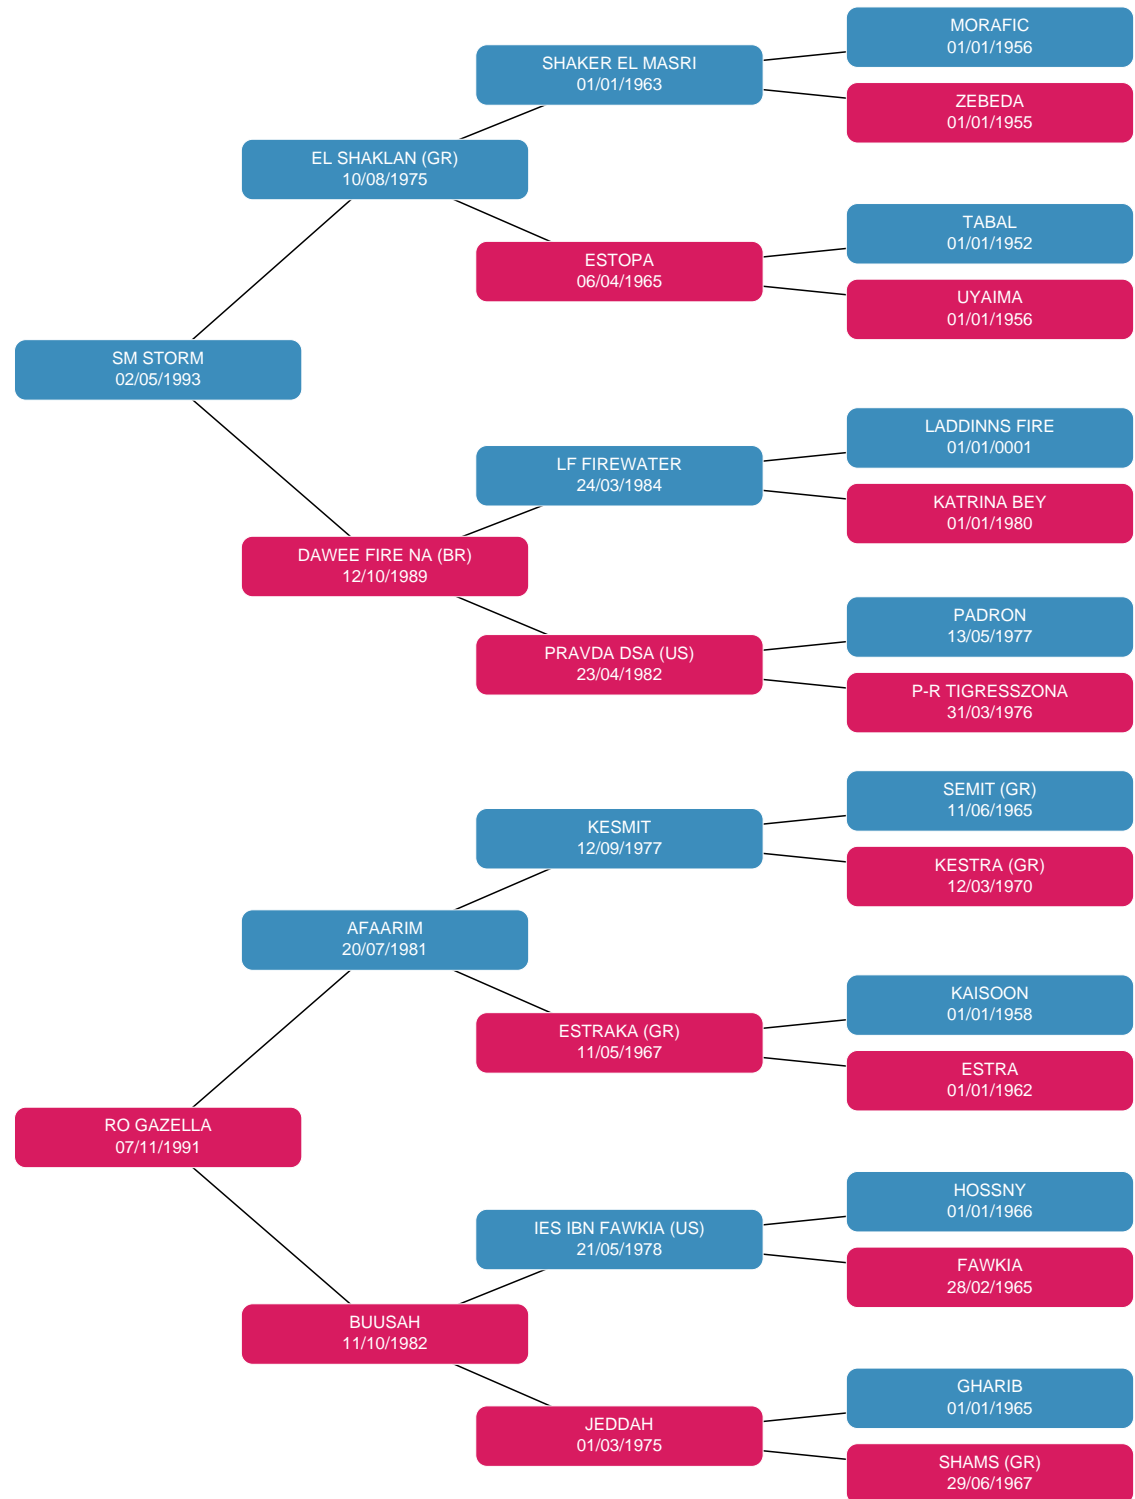 MORAFIC
01/01/1956
SHAKER EL MASRI
01/01/1963
ZEBEDA
01/01/1955
EL SHAKLAN (GR)
10/08/1975
TABAL
01/01/1952
ESTOPA
06/04/1965
UYAIMA
01/01/1956
SM STORM
02/05/1993
LADDINNS FIRE
01/01/0001
LF FIREWATER
24/03/1984
KATRINA BEY
01/01/1980
DAWEE FIRE NA (BR)
12/10/1989
PADRON
13/05/1977
PRAVDA DSA (US)
23/04/1982
P-R TIGRESSZONA
31/03/1976
SEMIT (GR)
11/06/1965
KESMIT
12/09/1977
KESTRA (GR)
12/03/1970
AFAARIM
20/07/1981
KAISOON
01/01/1958
ESTRAKA (GR)
11/05/1967
ESTRA
01/01/1962
RO GAZELLA
07/11/1991
HOSSNY
01/01/1966
IES IBN FAWKIA (US)
21/05/1978
FAWKIA
28/02/1965
BUUSAH
11/10/1982
GHARIB
01/01/1965
JEDDAH
01/03/1975
SHAMS (GR)
29/06/1967